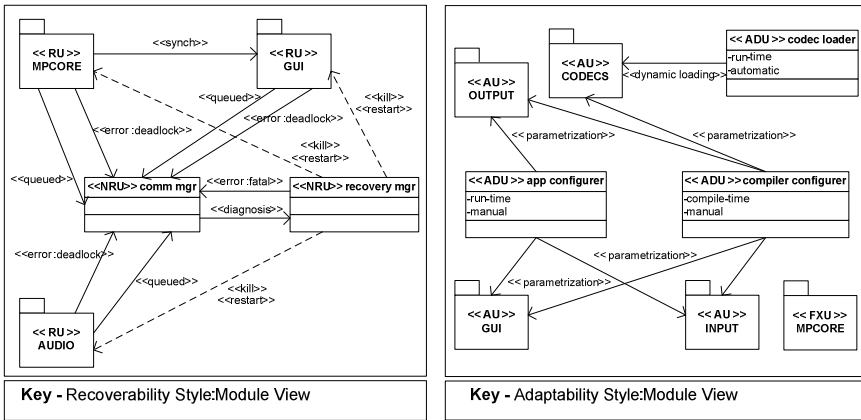 << RU >>
MPCORE
<<synch>>
<< RU >>
GUI
<<queued>>
<<kill>>
<<restart>>
<<error :deadlock>>
<<error :deadlock>>
<<kill>>
<<restart>>
<<queued>>
<<NRU>> comm mgr
<<error :fatal>>
<<NRU>> recovery mgr
<<diagnosis>>
<<error :deadlock>>
<<queued>>
<<kill>>
<<restart>>
<< RU >>
AUDIO
Key - Recoverability Style:Module View
<< AU >>
OUTPUT
<<AU >>
CODECS
<< ADU >> codec loader
-run-time
-automatic
<<dynamic loading>>
<< parametrization>>
<< parametrization>>
<< ADU >> app configurer
-run-time
-manual
<< ADU >>compiler configurer
-compile-time
-manual
<< parametrization>>
<< parametrization>>
<< AU >>
GUI
<< AU >>
INPUT
<< FXU >>
MPCORE
Key - Adaptability Style:Module View